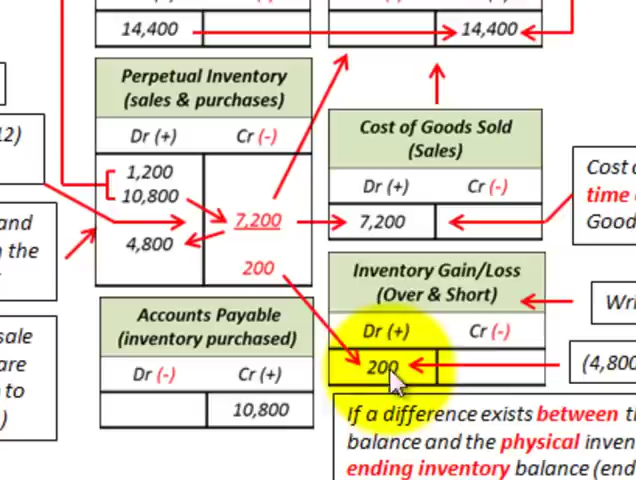 14,400
14,400
Perpetual Inventory
(sales & purchases)
Dr (+) Cr (-)
1,200
10,800
7,200
4,800
200
Cost of Goods Sold
(Sales)
Dr (+) Cr (-)
7,200
Inventory Gain/Loss
(Over & Short)
Dr (+) Cr (-)
200
Accounts Payable
(inventory purchased)
Dr (-) Cr (+)
10,800
12)
and
the
sale
are
to
)
Cost
time
Good
Wri
(4,800
If a difference exists between
balance and the physical inven
ending inventory balance (end